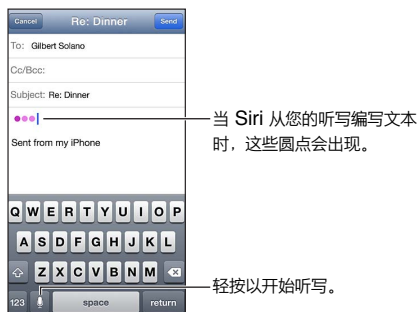 Cancel Re: Dinner Send
To: Gilbert Solano
Cc/Bcc:
Subject: Re: Dinner
当 Siri 从您的听写编写文本
时，这些圆点会出现。
Sent from my iPhone
Q W E R T Y U I O P
A S D F G H J K L
Z X C V B N M
轻按以开始听写。
123 space return